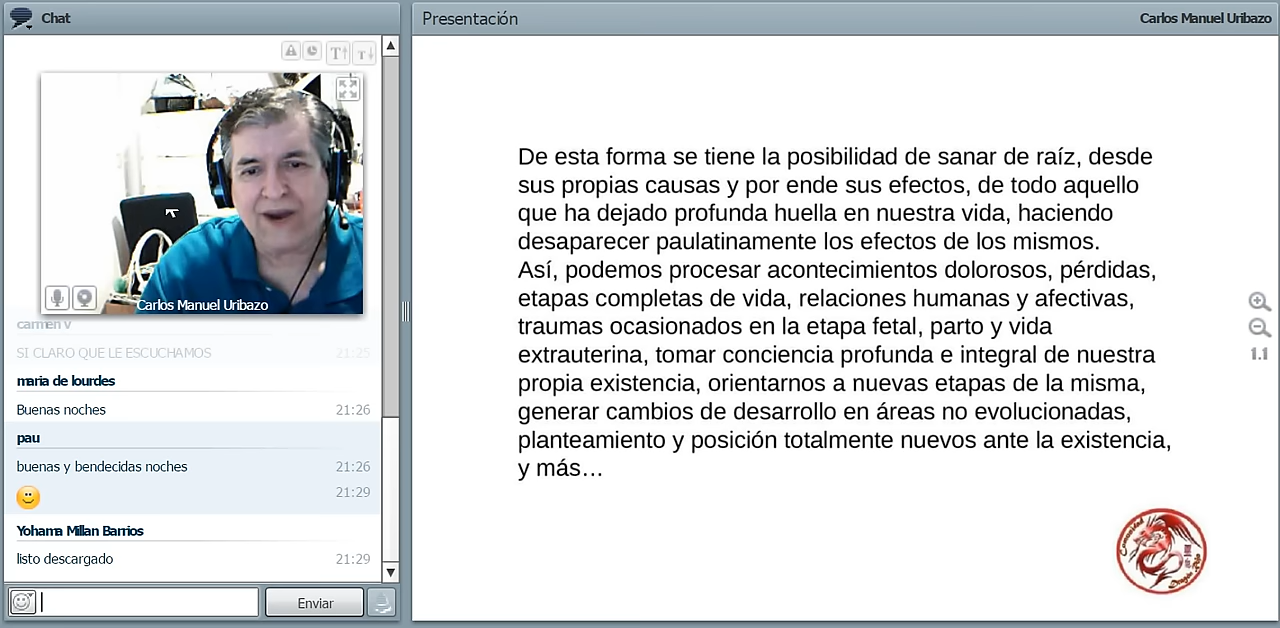 Chat
Carlos Manuel Uribazo
carmen v
SI CLARO QUE LE ESCUCHAMOS 21:25
maria de lourdes
Buenas noches 21:26
pau
buenas y bendecidas noches 21:26
21:29
Yohama Millan Barrios
listo descargado 21:29
Enviar
Presentación Carlos Manuel Uribazo
De esta forma se tiene la posibilidad de sanar de raíz, desde
sus propias causas y por ende sus efectos, de todo aquello
que ha dejado profunda huella en nuestra vida, haciendo
desaparecer paulatinamente los efectos de los mismos.
Así, podemos procesar acontecimientos dolorosos, pérdidas,
etapas completas de vida, relaciones humanas y afectivas,
traumas ocasionados en la etapa fetal, parto y vida
extrauterina, tomar conciencia profunda e integral de nuestra
propia existencia, orientarnos a nuevas etapas de la misma,
generar cambios de desarrollo en áreas no evolucionadas,
planteamiento y posición totalmente nuevos ante la existencia,
y más…
1.1
Comunidad
Dragón Rojo